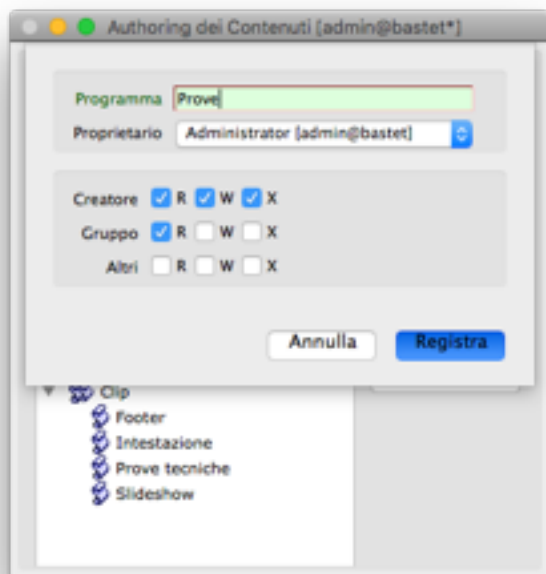 Authoring dei Contenuti [admin@bastet*]
Programma Prove
Proprietario Administrator [admin@bastet]
Creatore R W X
Gruppo R W X
Altri R W X
Annulla Registra
Clip
Footer
Intestazione
Prove tecniche
Slideshow